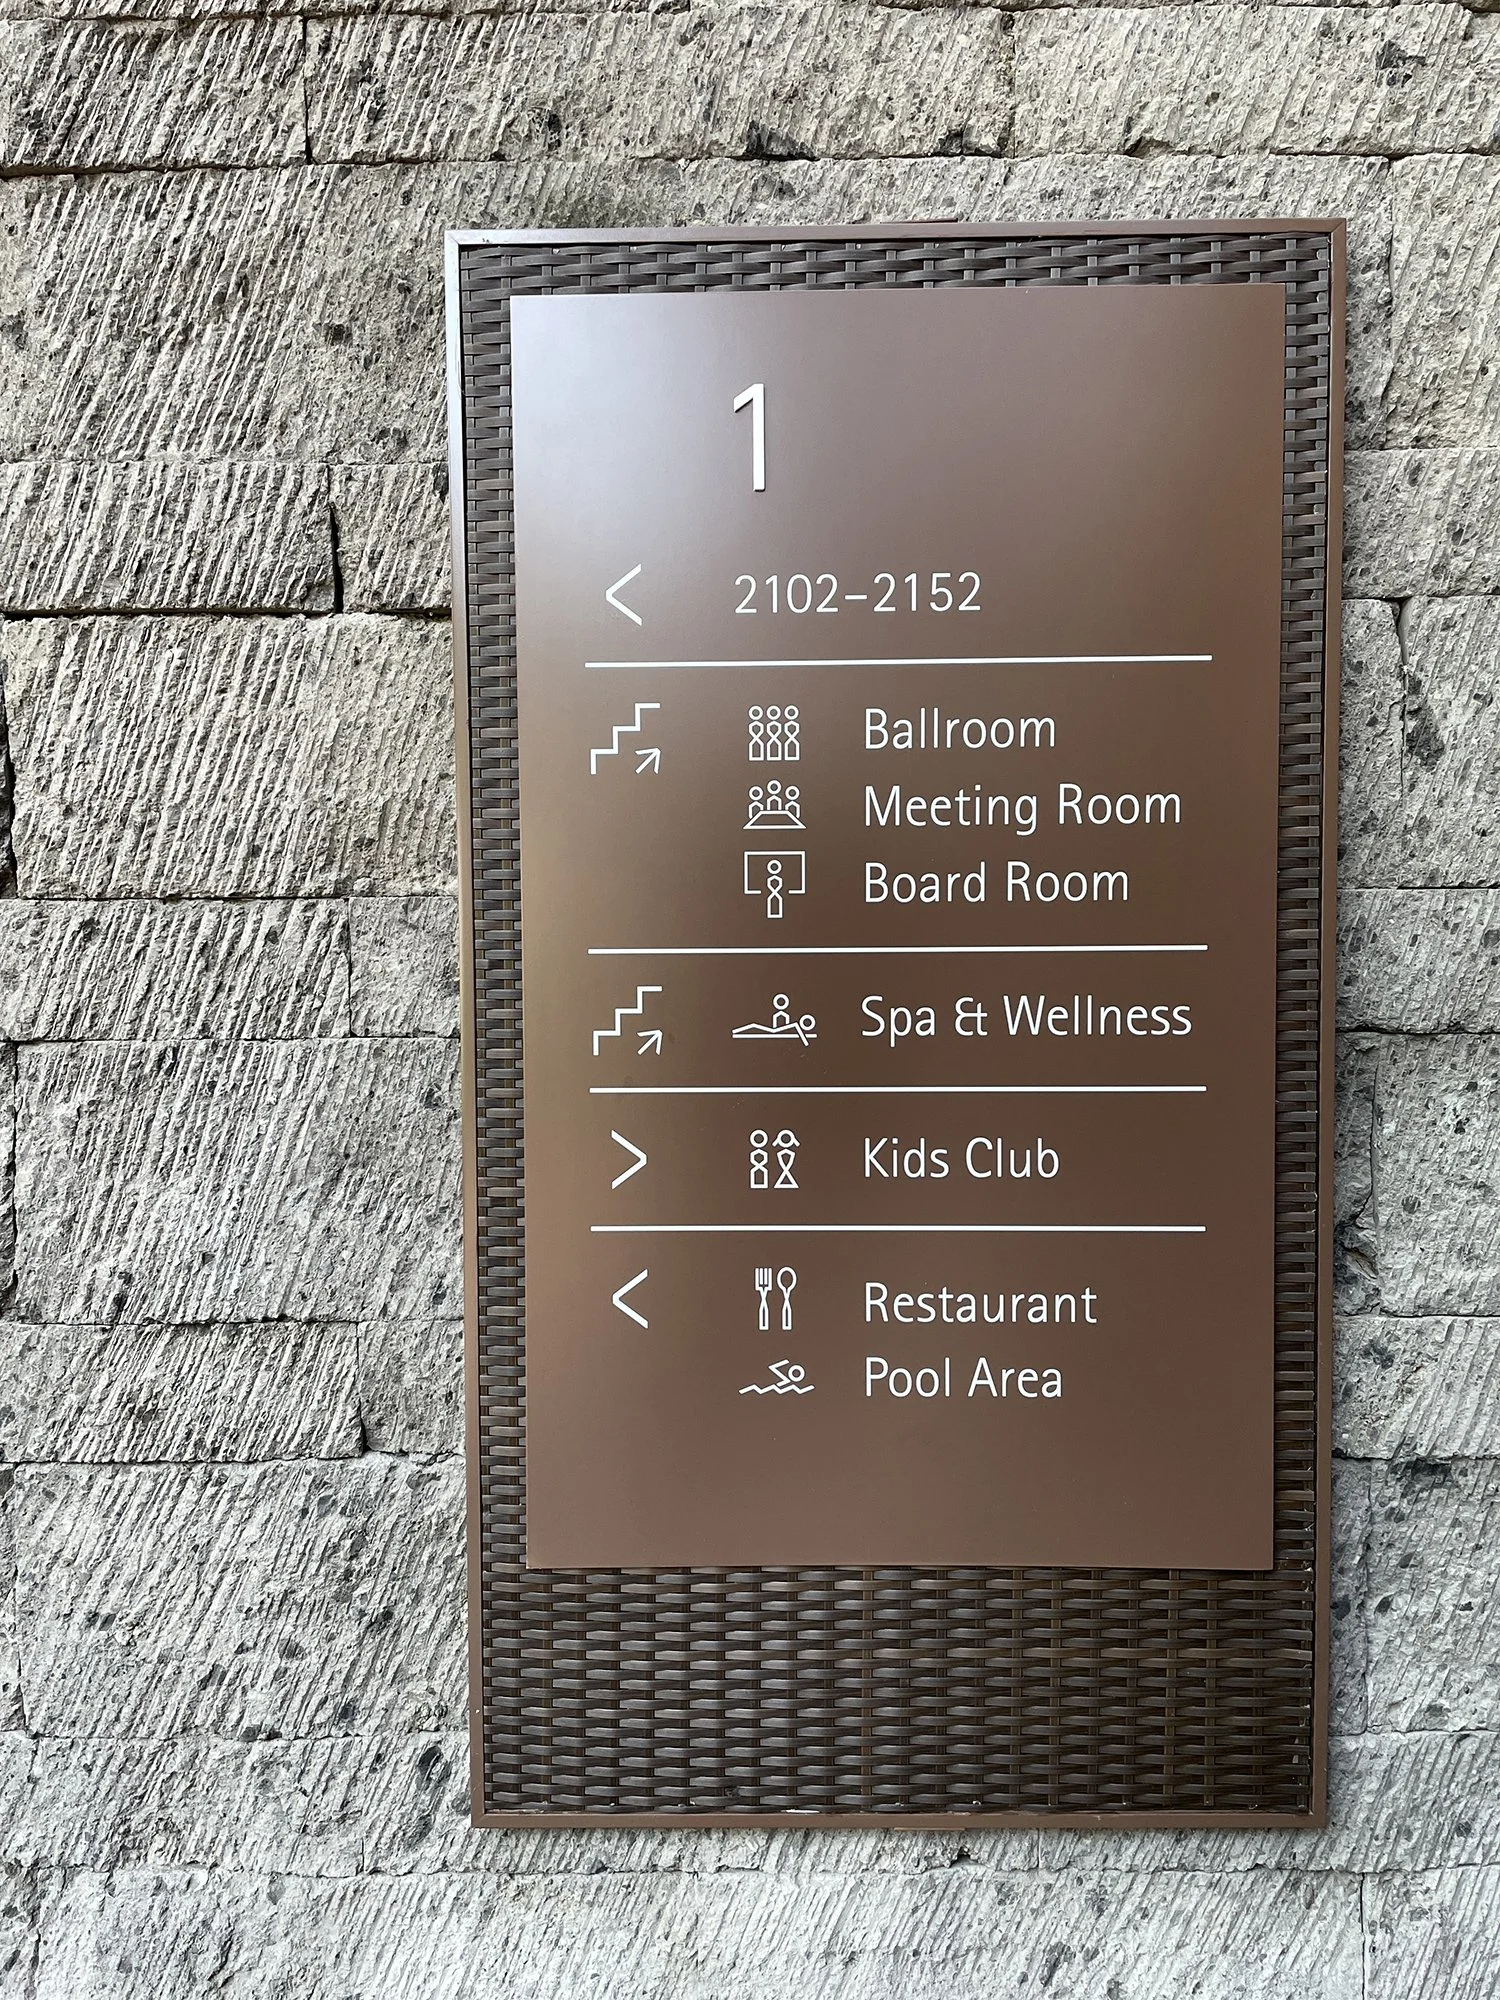 1
< 2102-2152
Ballroom
Meeting Room
Board Room
Spa & Wellness
> Kids Club
< Restaurant
Pool Area